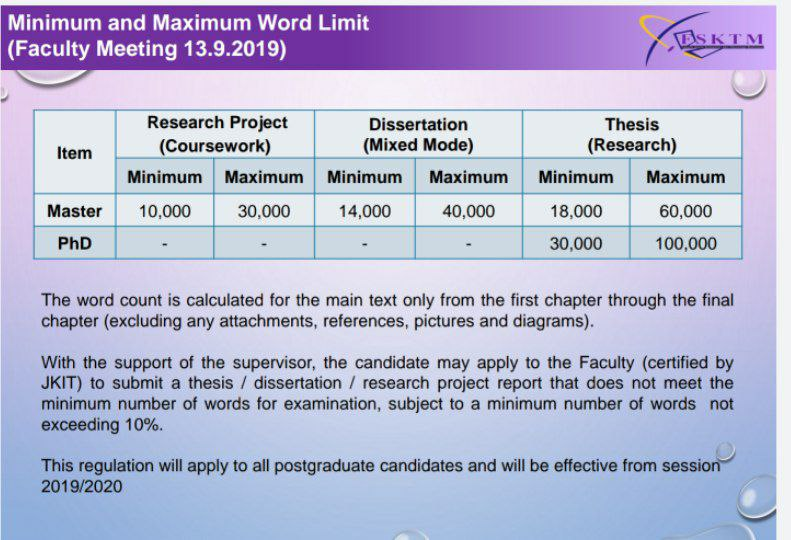 Minimum and Maximum Word Limit
(Faculty Meeting 13.9.2019)
FSKTM
Item Research Project (Coursework) Dissertation (Mixed Mode) Thesis (Research)
Minimum Maximum Minimum Maximum Minimum Maximum
Master 10,000 30,000 14,000 40,000 18,000 60,000
PhD - - - - 30,000 100,000
The word count is calculated for the main text only from the first chapter through the final
chapter (excluding any attachments, references, pictures and diagrams).
With the support of the supervisor, the candidate may apply to the Faculty (certified by
JKIT) to submit a thesis / dissertation / research project report that does not meet the
minimum number of words for examination, subject to a minimum number of words not
exceeding 10%.
This regulation will apply to all postgraduate candidates and will be effective from session
2019/2020